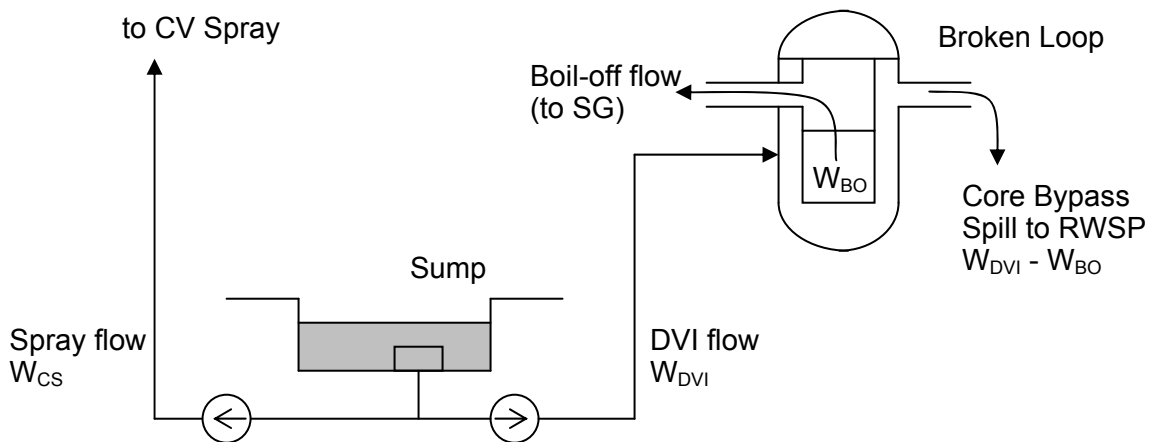 to CV Spray
Broken Loop
Boil-off flow
(to SG)
W_BO
Core Bypass
Spill to RWSP
W_DVI - W_BO
Sump
Spray flow
W_CS
DVI flow
W_DVI